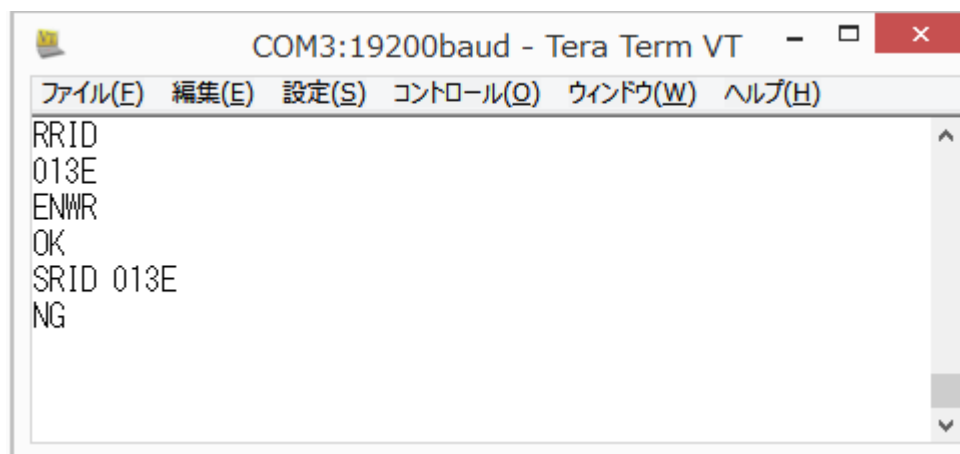 COM3:19200baud - Tera Term VT
ファイル(F) 編集(E) 設定(S) コントロール(O) ウィンドウ(W) ヘルプ(H)
RRID
013E
ENWR
OK
SRID 013E
NG